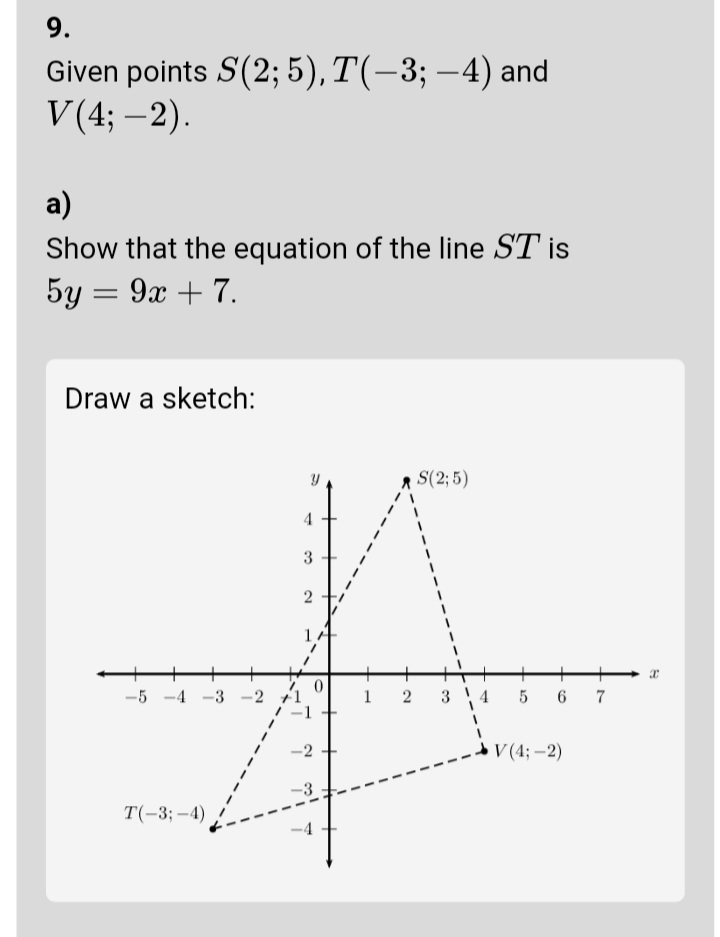 9.
Given points S(2; 5), T(−3; −4) and
V(4; −2).
a)
Show that the equation of the line ST is
5y = 9x + 7.
Draw a sketch:
y
S(2; 5)
4
3
2
1
x
−5 −4 −3 −2 −1 0 1 2 3 4 5 6 7
−1
−2
V(4; −2)
−3
T(−3; −4)
−4